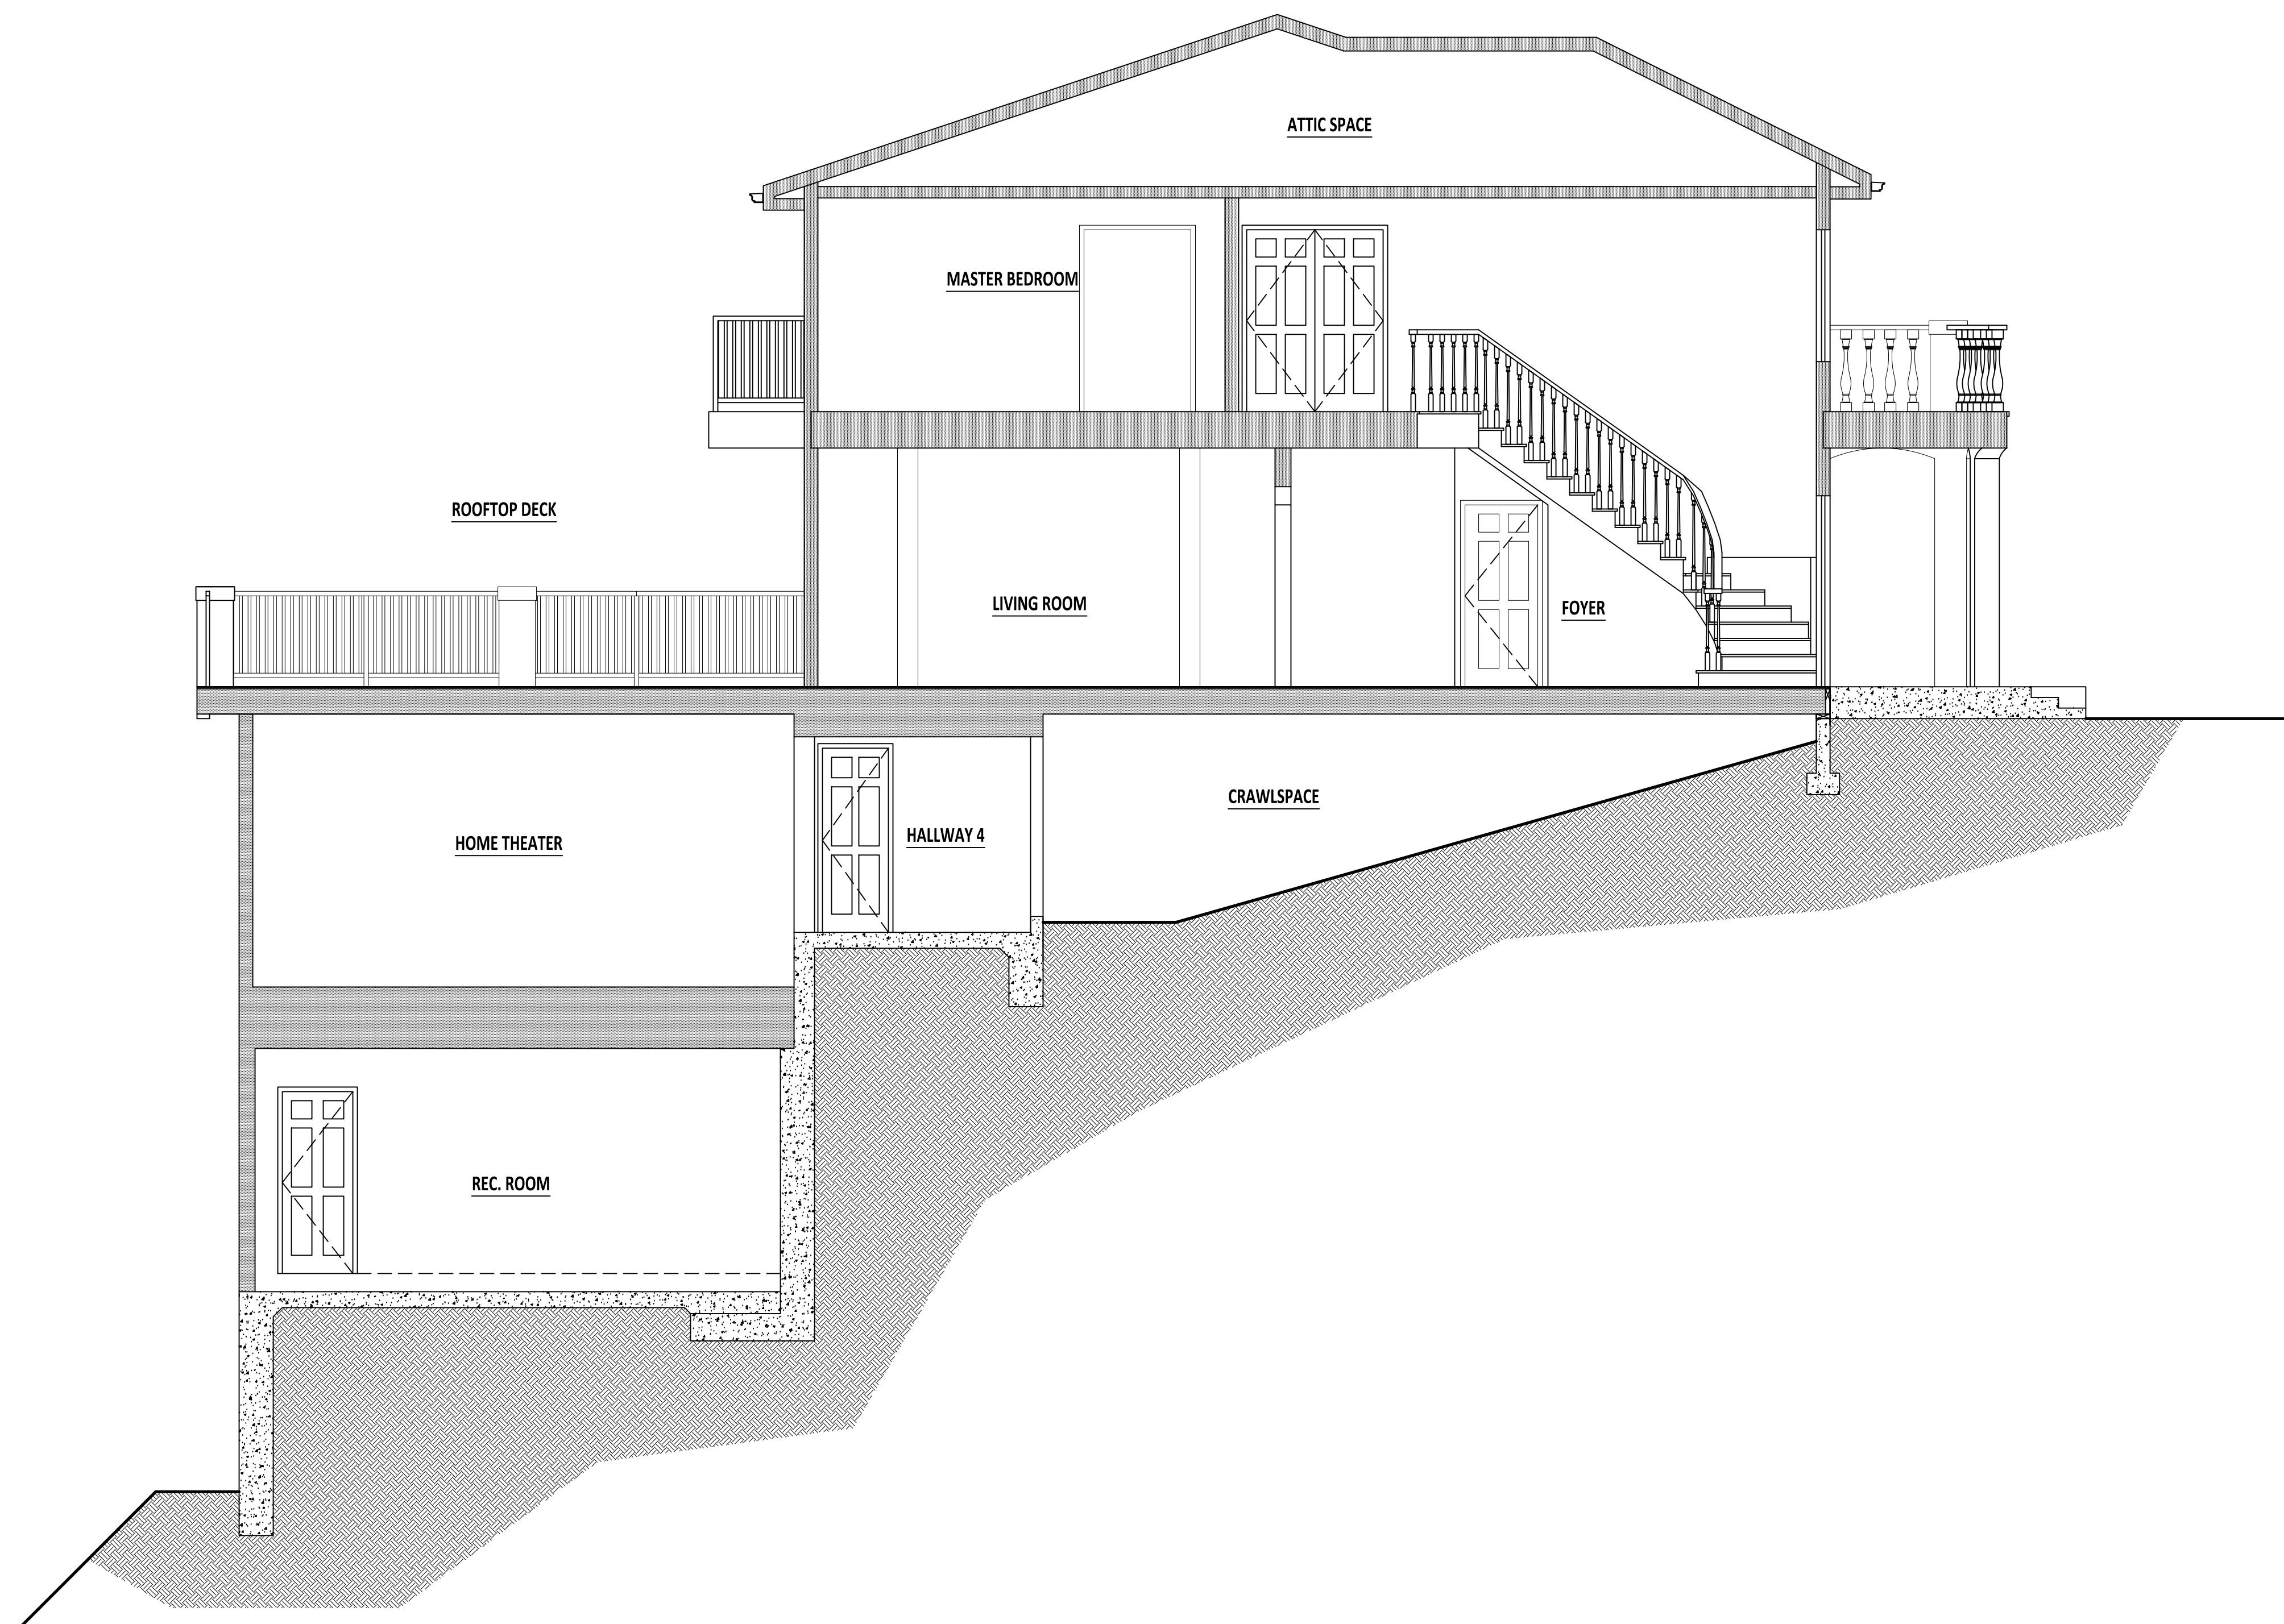 ATTIC SPACE
MASTER BEDROOM
ROOFTOP DECK
LIVING ROOM
FOYER
CRAWLSPACE
HOME THEATER
HALLWAY 4
REC. ROOM